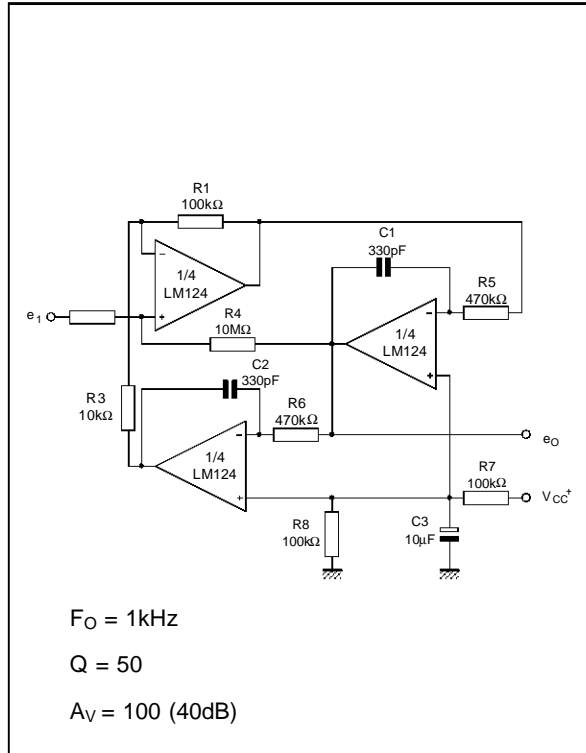 R1
100kΩ
C1
330pF
1/4
LM124
R5
470kΩ
e1
R4
10MΩ
1/4
LM124
C2
330pF
R3
10kΩ
R6
470kΩ
1/4
LM124
eO
R7
100kΩ
VCC+
R8
100kΩ
C3
10µF
FO = 1kHz
Q = 50
AV = 100 (40dB)